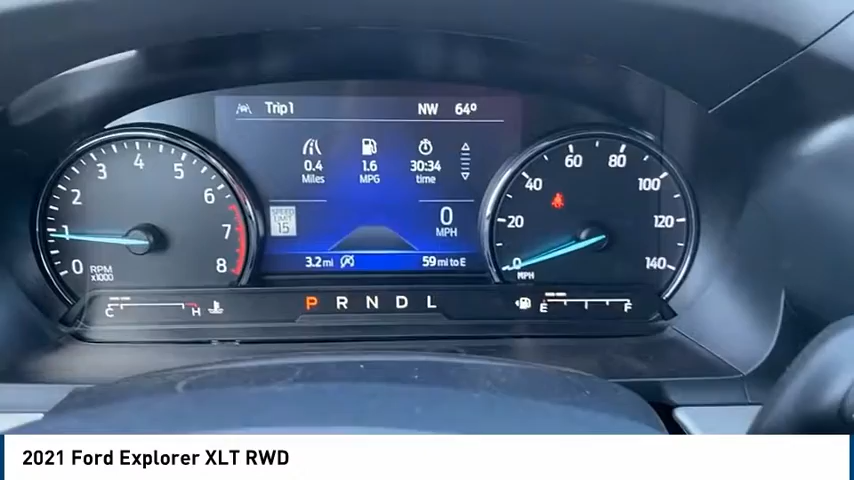 Trip1 NW 64°
0.4 1.6 30:34
Miles MPG time
SPEED LIMIT 15
0 MPH
3.2 mi 59 mi to E
0 1 2 3 4 5 6 7 8
RPM x1000
0 20 40 60 80 100 120 140
MPH
C H
P R N D L
E F
2021 Ford Explorer XLT RWD